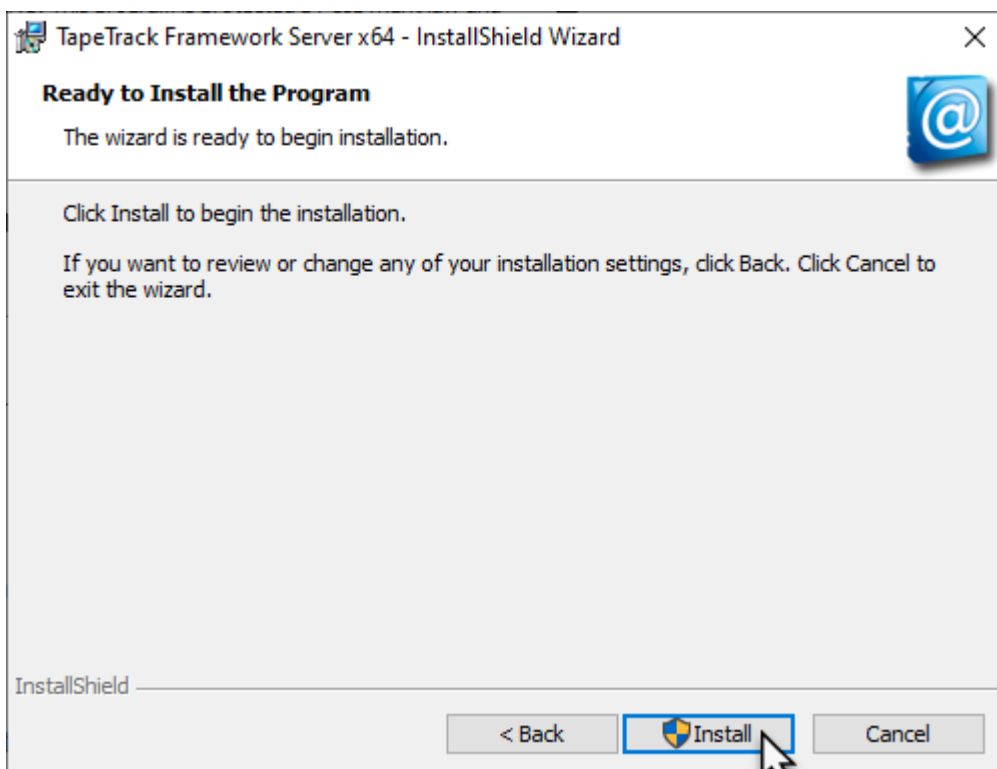 TapeTrack Framework Server x64 - InstallShield Wizard
Ready to Install the Program
The wizard is ready to begin installation.
Click Install to begin the installation.
If you want to review or change any of your installation settings, click Back. Click Cancel to
exit the wizard.
InstallShield
< Back
Install
Cancel